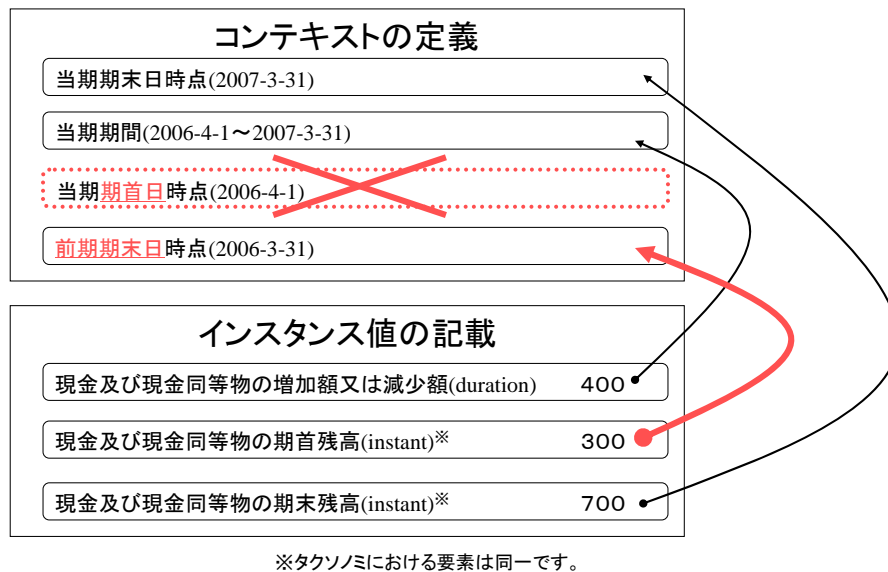 コンテキストの定義
当期期末日時点(2007-3-31)
当期期間(2006-4-1～2007-3-31)
当期期首日時点(2006-4-1)
前期期末日時点(2006-3-31)
インスタンス値の記載
現金及び現金同等物の増加額又は減少額(duration) 400
現金及び現金同等物の期首残高(instant)※ 300
現金及び現金同等物の期末残高(instant)※ 700
※タクソノミにおける要素は同一です。